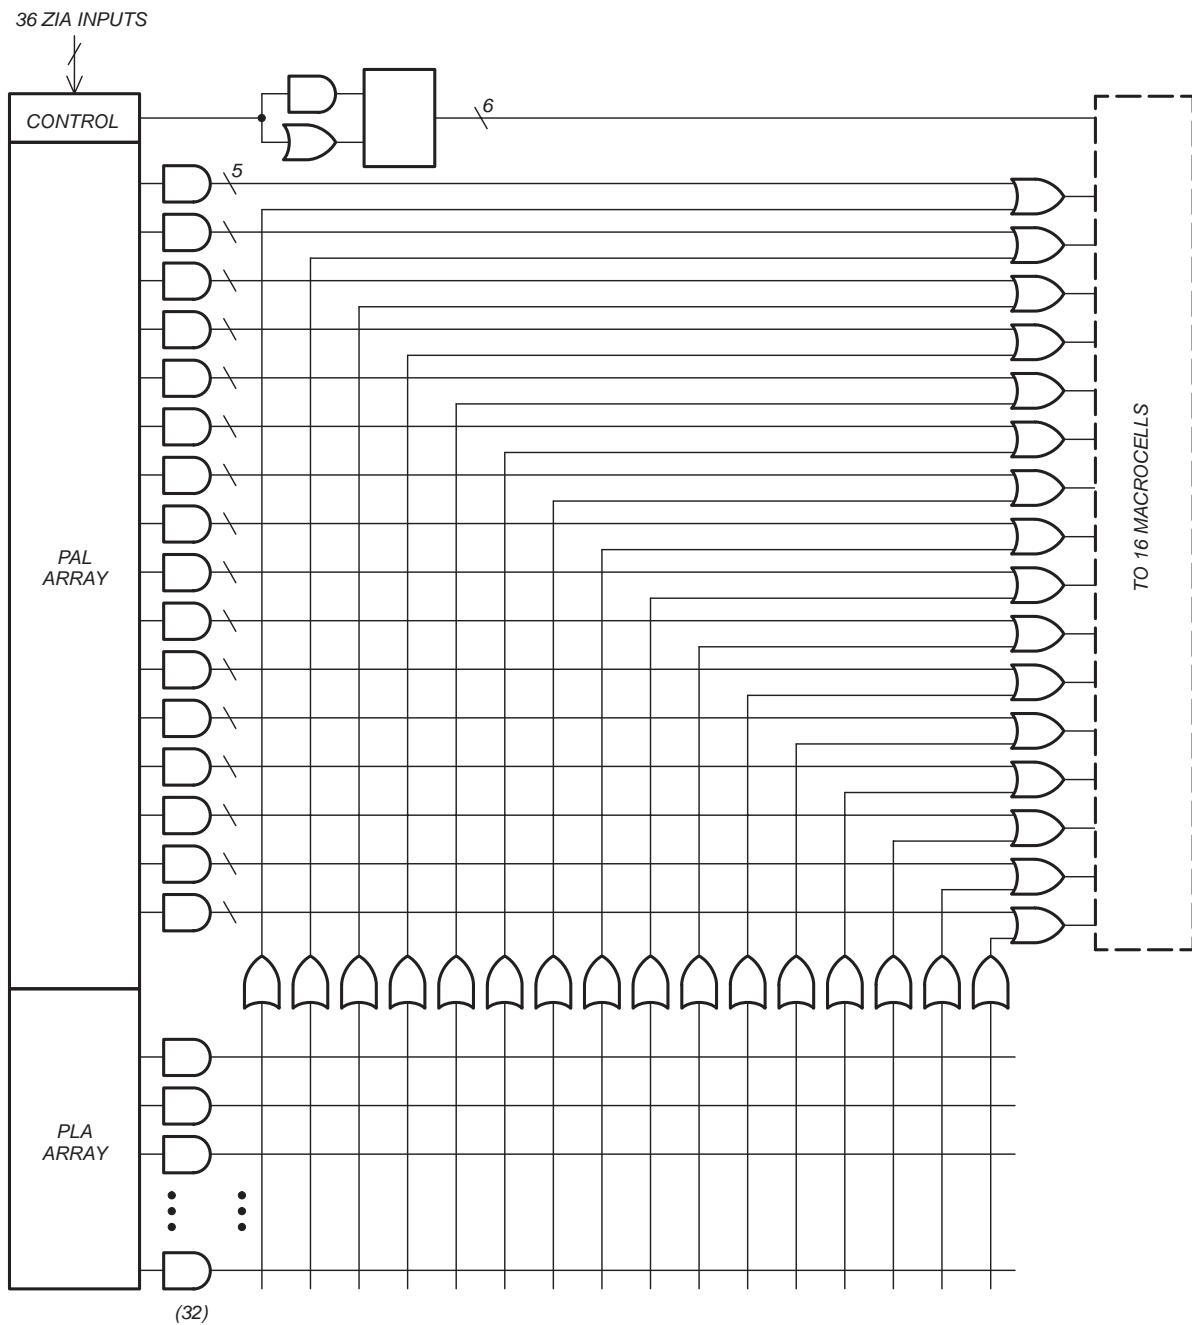 36 ZIA INPUTS
CONTROL
6
5
PAL
ARRAY
TO 16 MACROCELLS
PLA
ARRAY
(32)